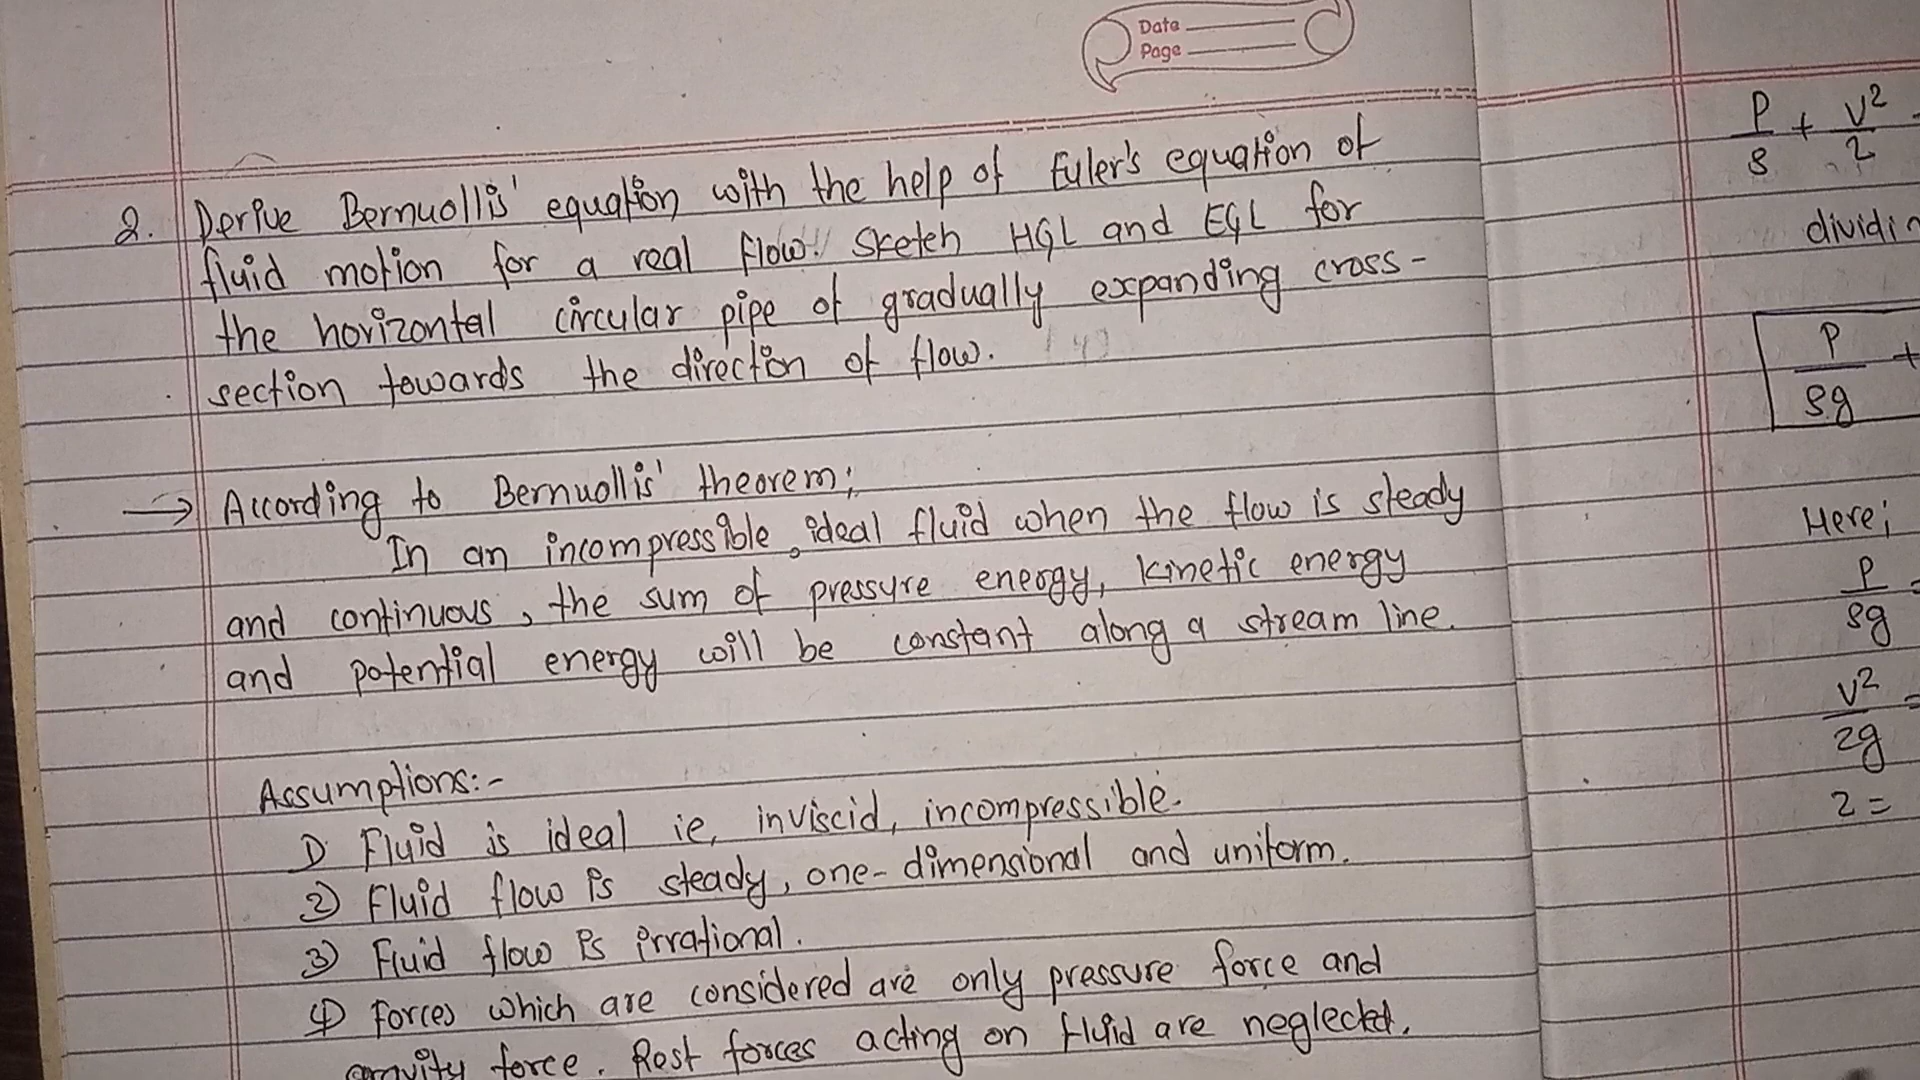 Data
Page
2. Derive Bernuollis' equation with the help of Euler's equation of
fluid motion for a real flow. Sketch HGL and EGL for
the horizontal circular pipe of gradually expanding cross-
section towards the direction of flow.
→ According to Bernuollis' theorem;
In an incompressible, ideal fluid when the flow is steady
and continuous, the sum of pressure energy, kinetic energy
and potential energy will be constant along a stream line.
Assumptions:-
1) Fluid is ideal ie, inviscid, incompressible.
2) Fluid flow is steady, one-dimensional and uniform.
3) Fluid flow is irrational.
4) Forces which are considered are only pressure force and
gravity force. Rest forces acting on fluid are neglected.
P/ρ + V²/2
dividin
P/ρg +
Here;
P/ρg =
V²/2g =
z =